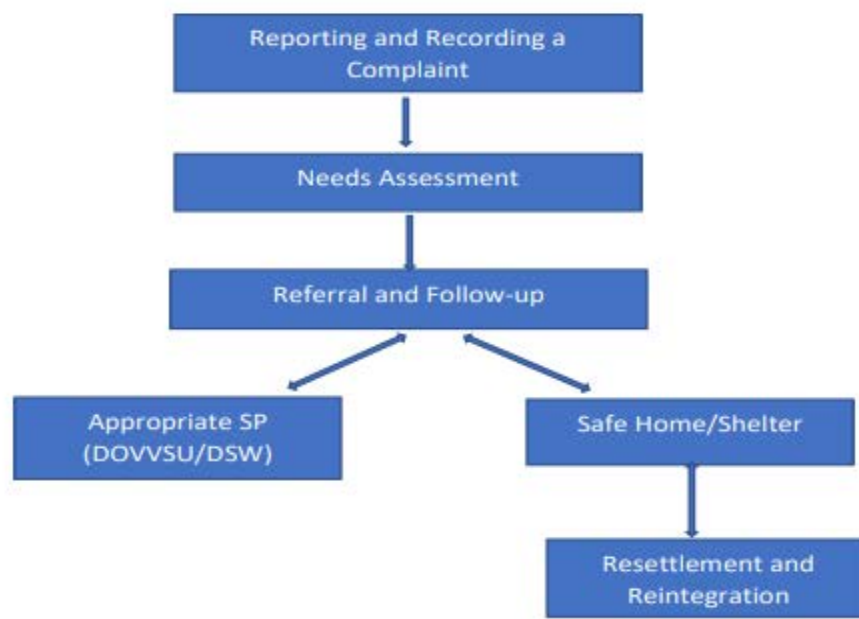 Reporting and Recording a
Complaint
Needs Assessment
Referral and Follow-up
Appropriate SP
(DOVVSU/DSW)
Safe Home/Shelter
Resettlement and
Reintegration